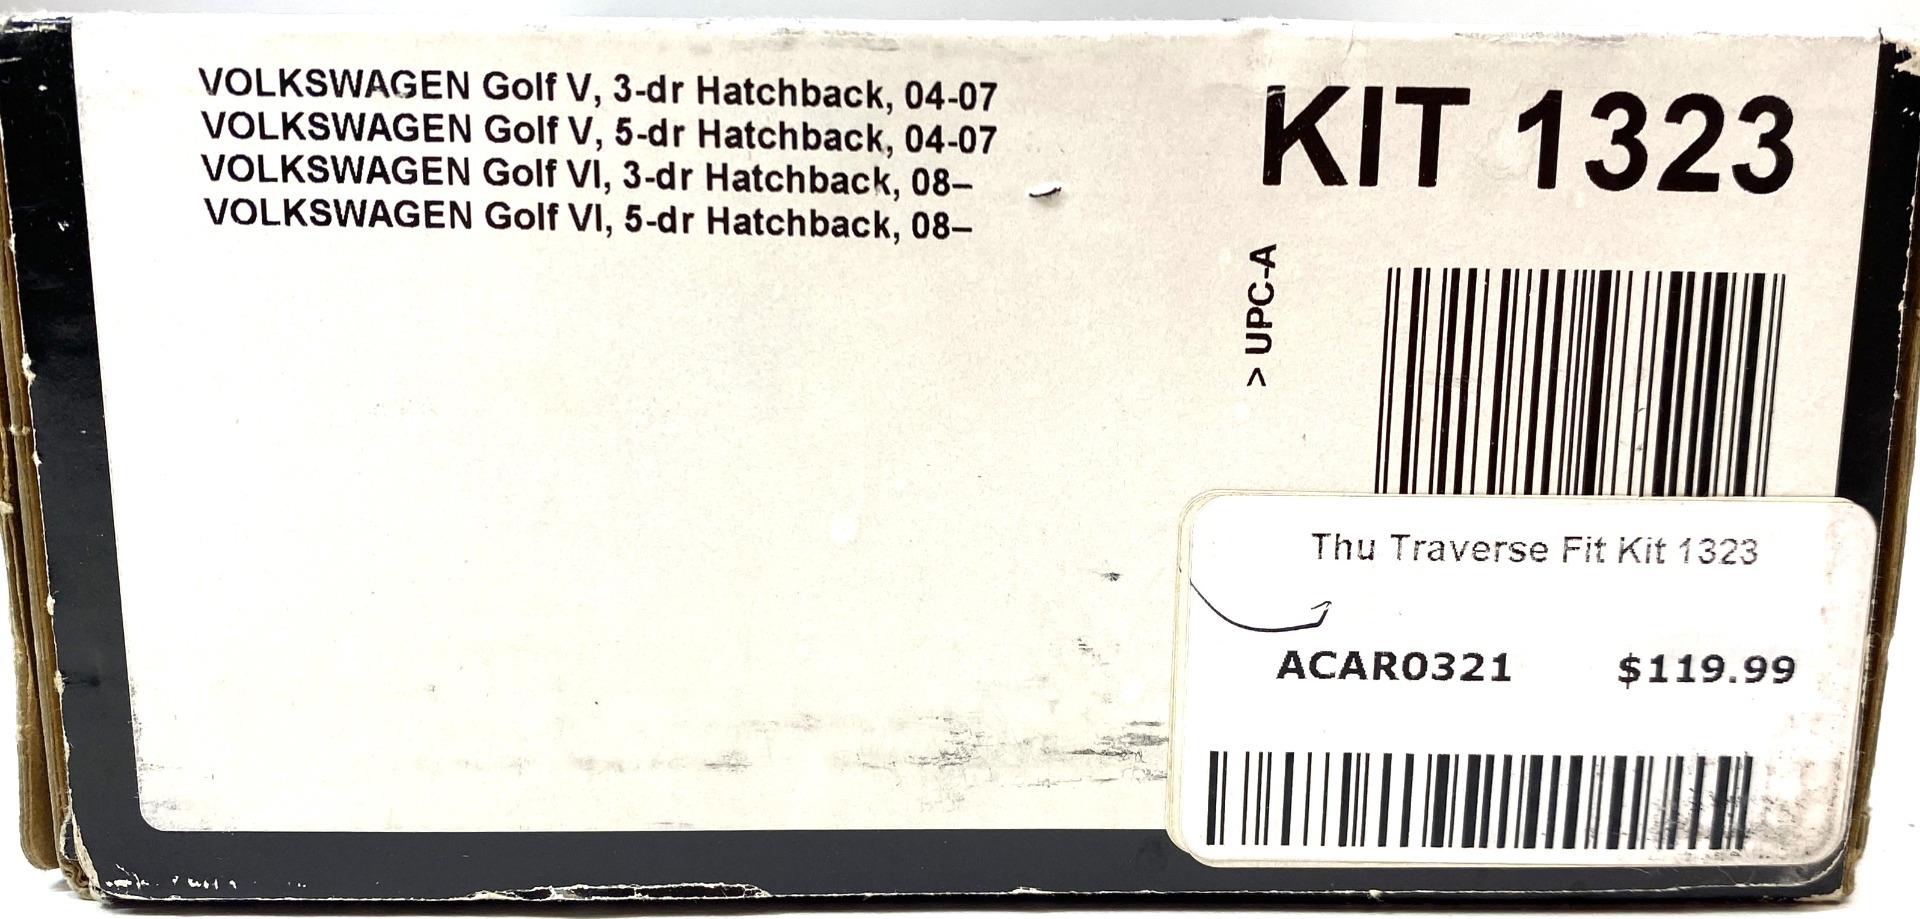 VOLKSWAGEN Golf V, 3-dr Hatchback, 04-07
VOLKSWAGEN Golf V, 5-dr Hatchback, 04-07
VOLKSWAGEN Golf VI, 3-dr Hatchback, 08–
VOLKSWAGEN Golf VI, 5-dr Hatchback, 08–
KIT 1323
> UPC-A
Thu Traverse Fit Kit 1323
ACAR0321 $119.99